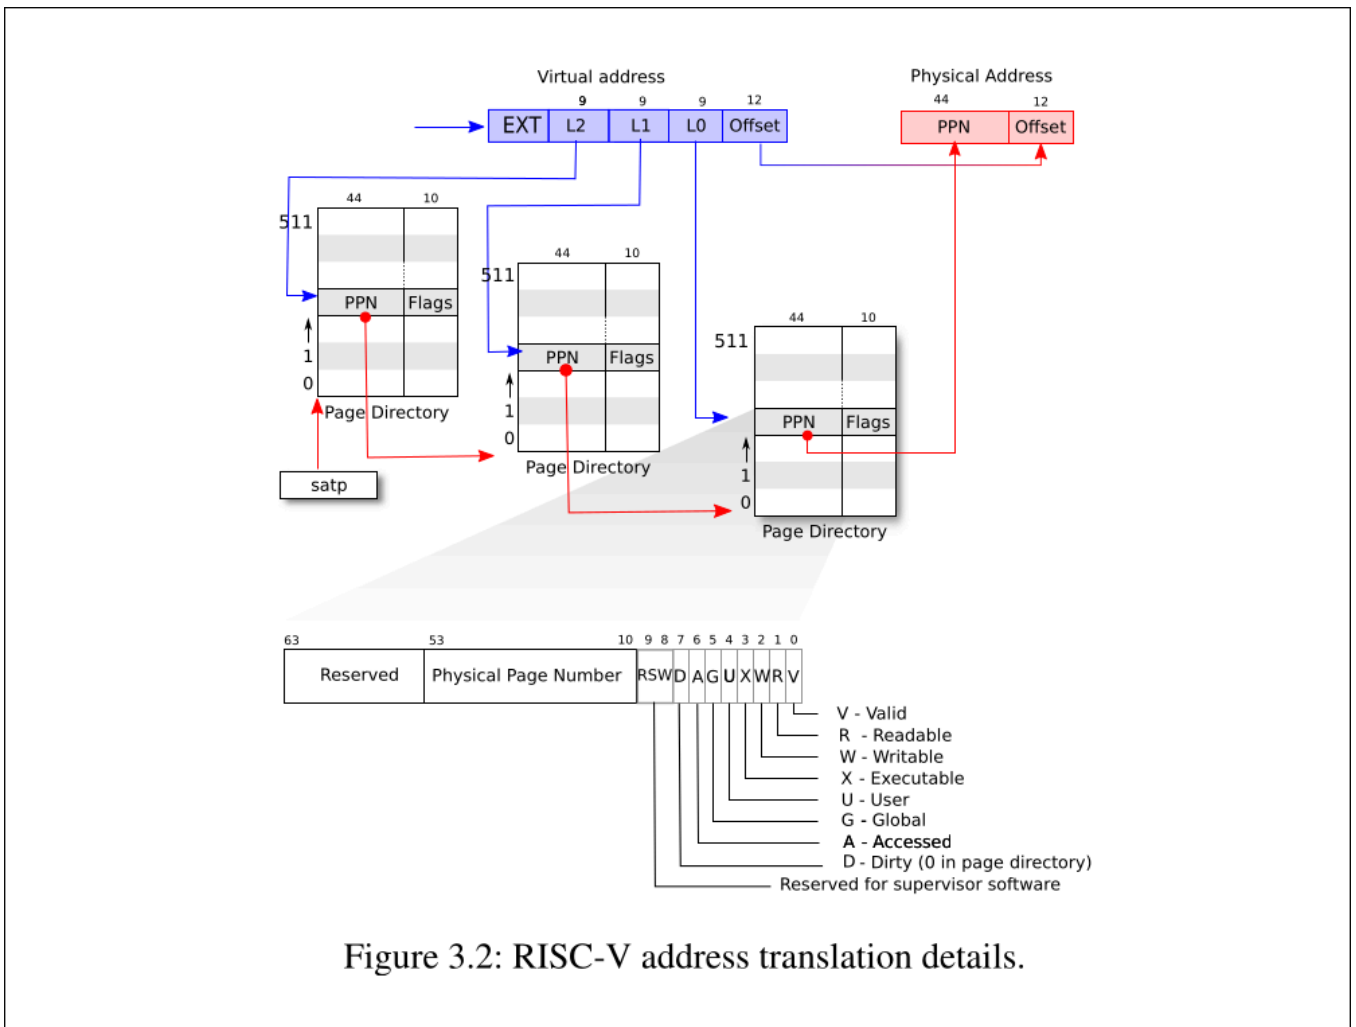 Virtual address
Physical Address
9 9 9 12
44 12
EXT L2 L1 L0 Offset
PPN Offset
44 10
511
PPN Flags
1
0
Page Directory
satp
44 10
511
PPN Flags
1
0
Page Directory
44 10
511
PPN Flags
1
0
Page Directory
63 53 10 9 8 7 6 5 4 3 2 1 0
Reserved Physical Page Number RSW D A G U X W R V
V - Valid
R - Readable
W - Writable
X - Executable
U - User
G - Global
A - Accessed
D - Dirty (0 in page directory)
Reserved for supervisor software
Figure 3.2: RISC-V address translation details.